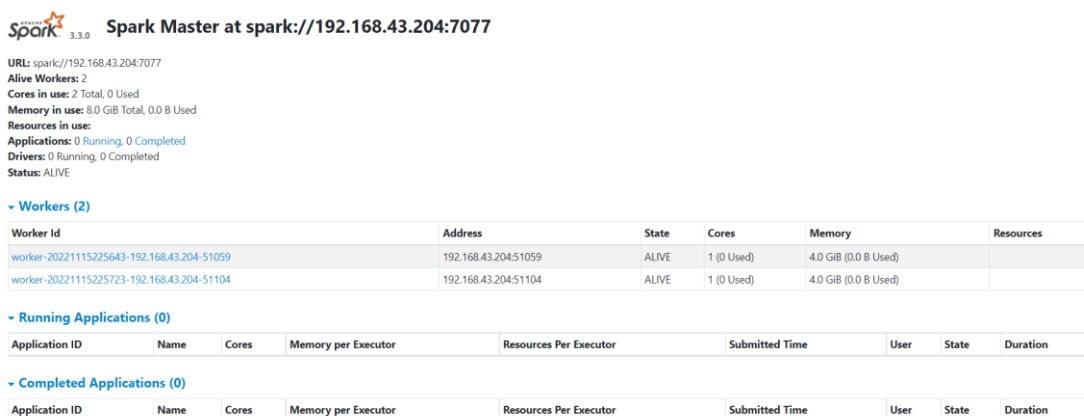 APACHE
Spark 3.3.0 Spark Master at spark://192.168.43.204:7077
URL: spark://192.168.43.204:7077
Alive Workers: 2
Cores in use: 2 Total, 0 Used
Memory in use: 8.0 GiB Total, 0.0 B Used
Resources in use:
Applications: 0 Running, 0 Completed
Drivers: 0 Running, 0 Completed
Status: ALIVE
Workers (2)
Worker Id Address State Cores Memory Resources
worker-20221115225643-192.168.43.204-51059 192.168.43.204:51059 ALIVE 1 (0 Used) 4.0 GiB (0.0 B Used)
worker-20221115225723-192.168.43.204-51104 192.168.43.204:51104 ALIVE 1 (0 Used) 4.0 GiB (0.0 B Used)
Running Applications (0)
Application ID Name Cores Memory per Executor Resources Per Executor Submitted Time User State Duration
Completed Applications (0)
Application ID Name Cores Memory per Executor Resources Per Executor Submitted Time User State Duration